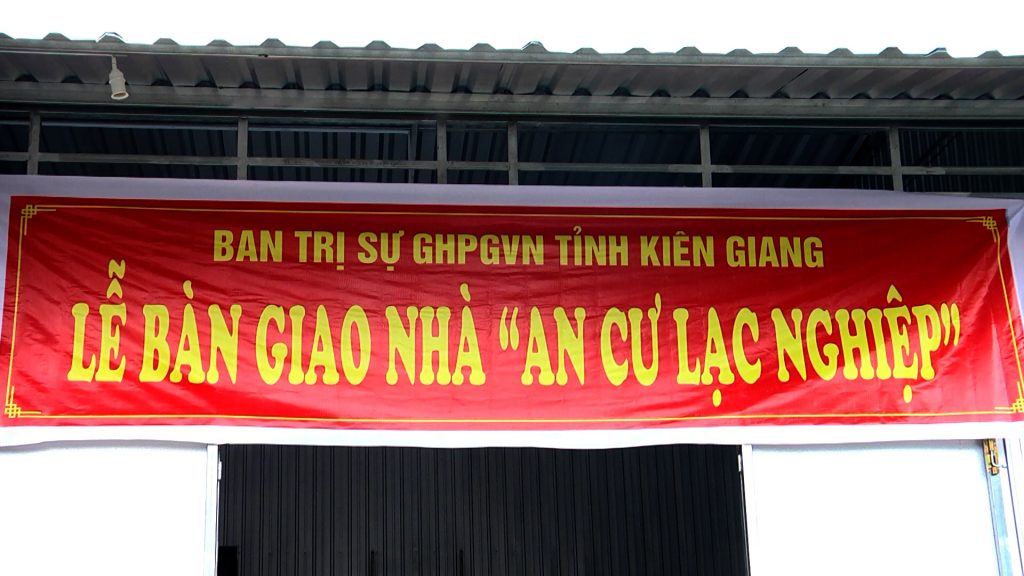 BAN TRỊ SỰ GHPGVN TỈNH KIÊN GIANG
LỄ BÀN GIAO NHÀ “AN CƯ LẠC NGHIỆP”